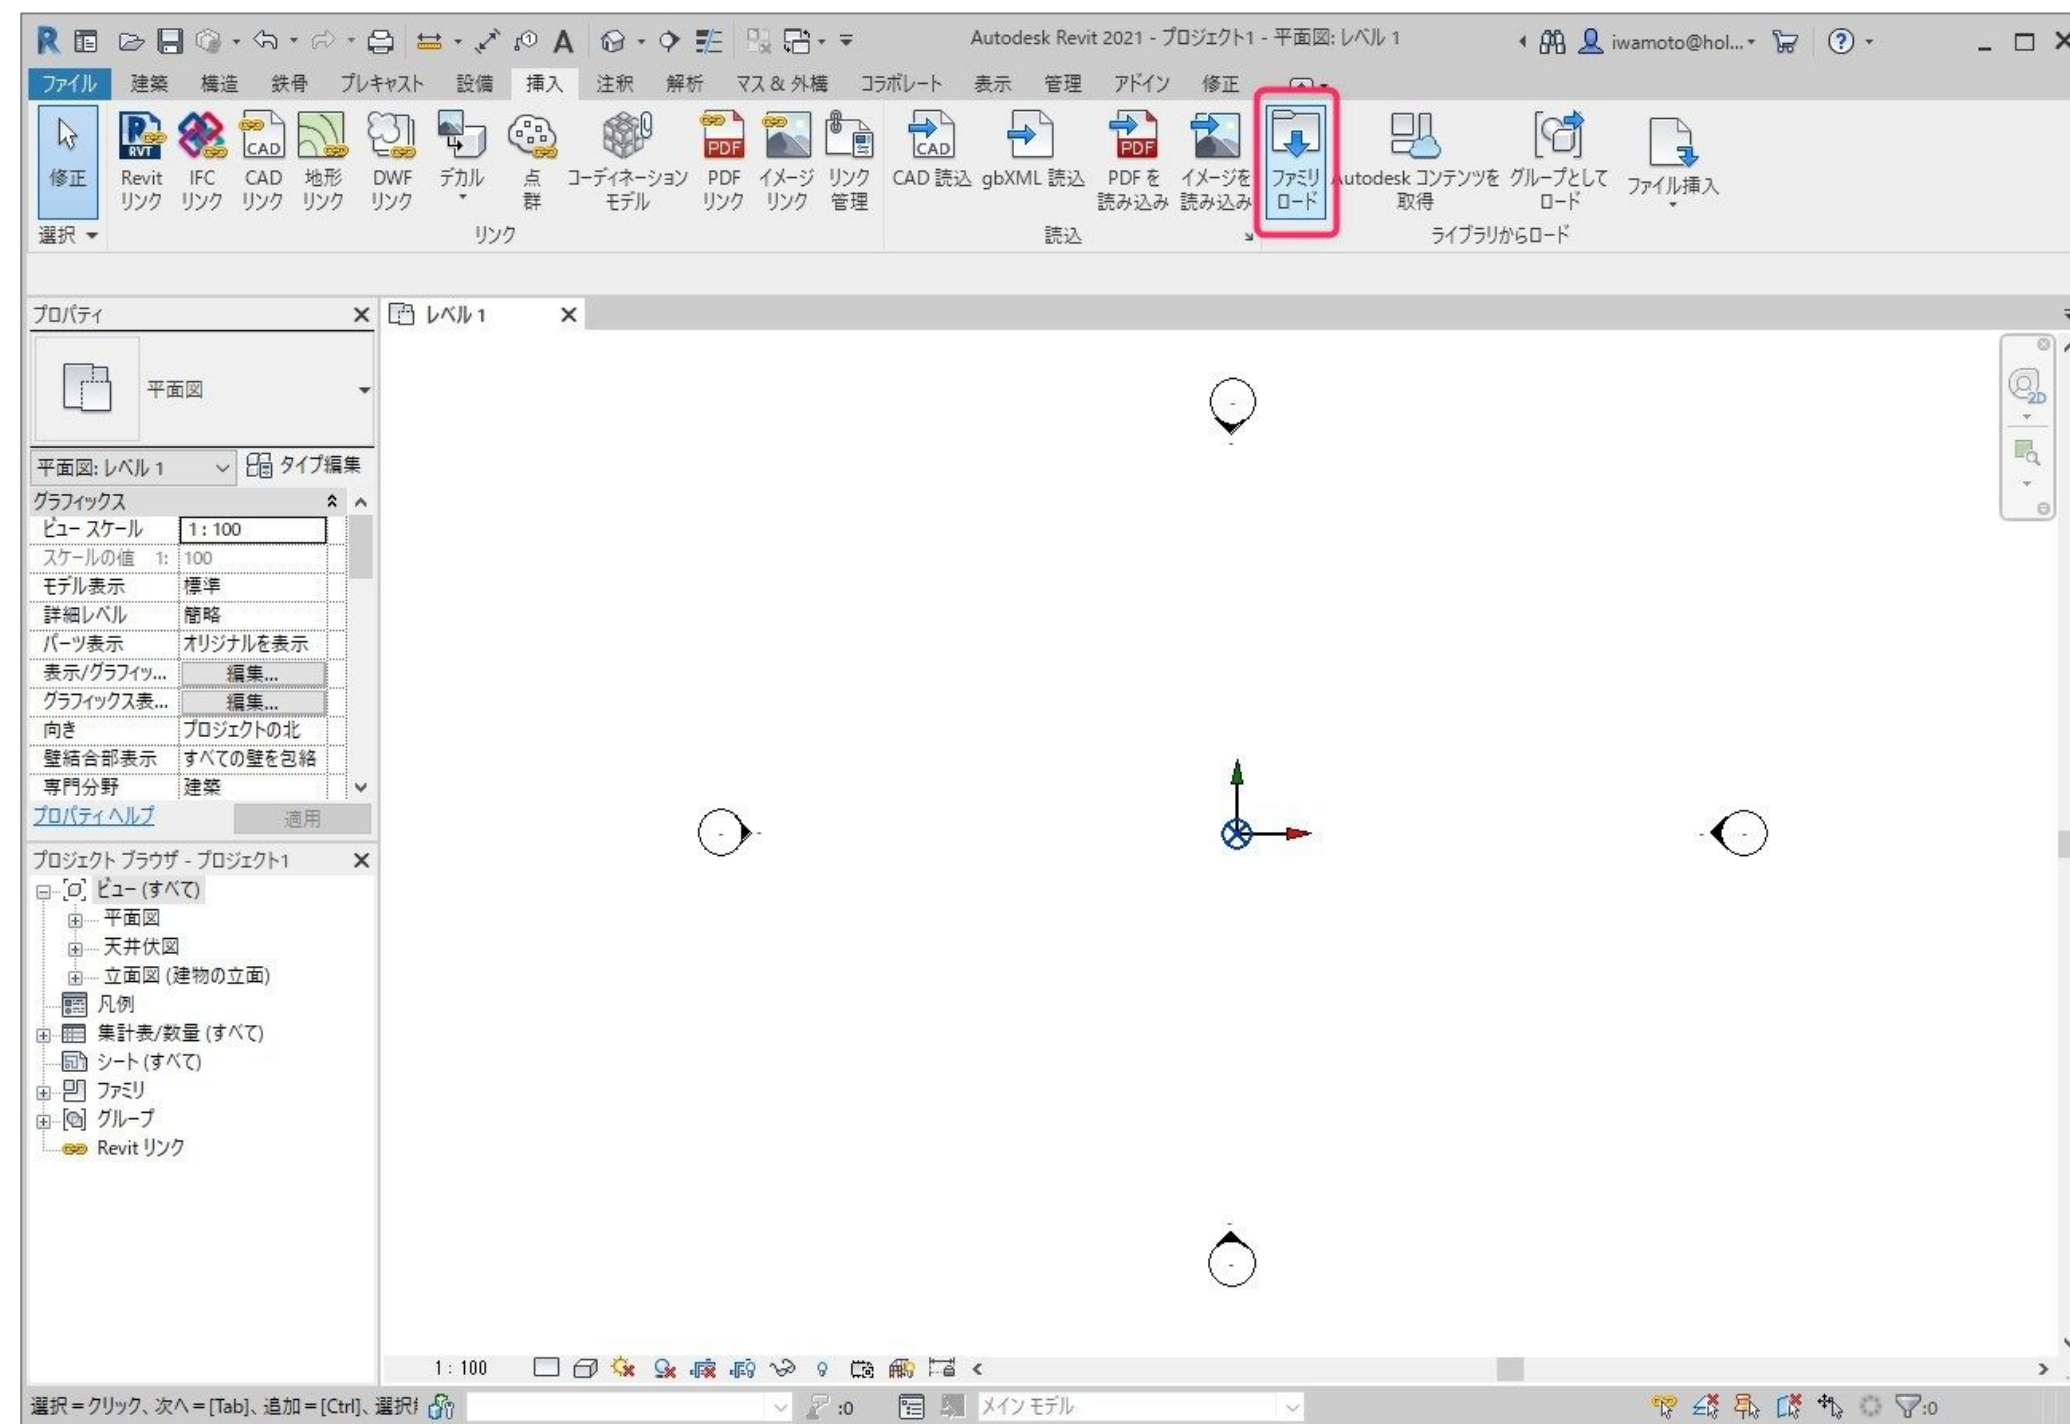 Autodesk Revit 2021 - プロジェクト1 - 平面図: レベル 1
iwamoto@hol...
ファイル 建築 構造 鉄骨 プレキャスト 設備 挿入 注釈 解析 マス & 外構 コラボレート 表示 管理 アドイン 修正
修正
Revit リンク
IFC リンク
CAD リンク
地形 リンク
DWF リンク
デカル
点 群
コーディネーション モデル
PDF リンク
イメージ リンク
リンク 管理
CAD 読込
gbXML 読込
PDF を 読み込み
イメージを 読み込み
ファミリ ロード
Autodesk コンテンツを 取得
グループとして ロード
ファイル挿入
選択 リンク 読込 ライブラリからロード
プロパティ
レベル 1
平面図
平面図: レベル 1 タイプ編集
グラフィックス
ビュー スケール 1 : 100
スケールの値 1: 100
モデル表示 標準
詳細レベル 簡略
パーツ表示 オリジナルを表示
表示/グラフィッ... 編集...
グラフィックス表... 編集...
向き プロジェクトの北
壁結合部表示 すべての壁を包絡
専門分野 建築
プロパティ ヘルプ 適用
プロジェクト ブラウザ - プロジェクト1
ビュー (すべて)
平面図
天井伏図
立面図 (建物の立面)
凡例
集計表/数量 (すべて)
シート (すべて)
ファミリ
グループ
Revit リンク
2D
1 : 100
選択 = クリック、次へ = [Tab]、追加 = [Ctrl]、選択 :0 メイン モデル :0